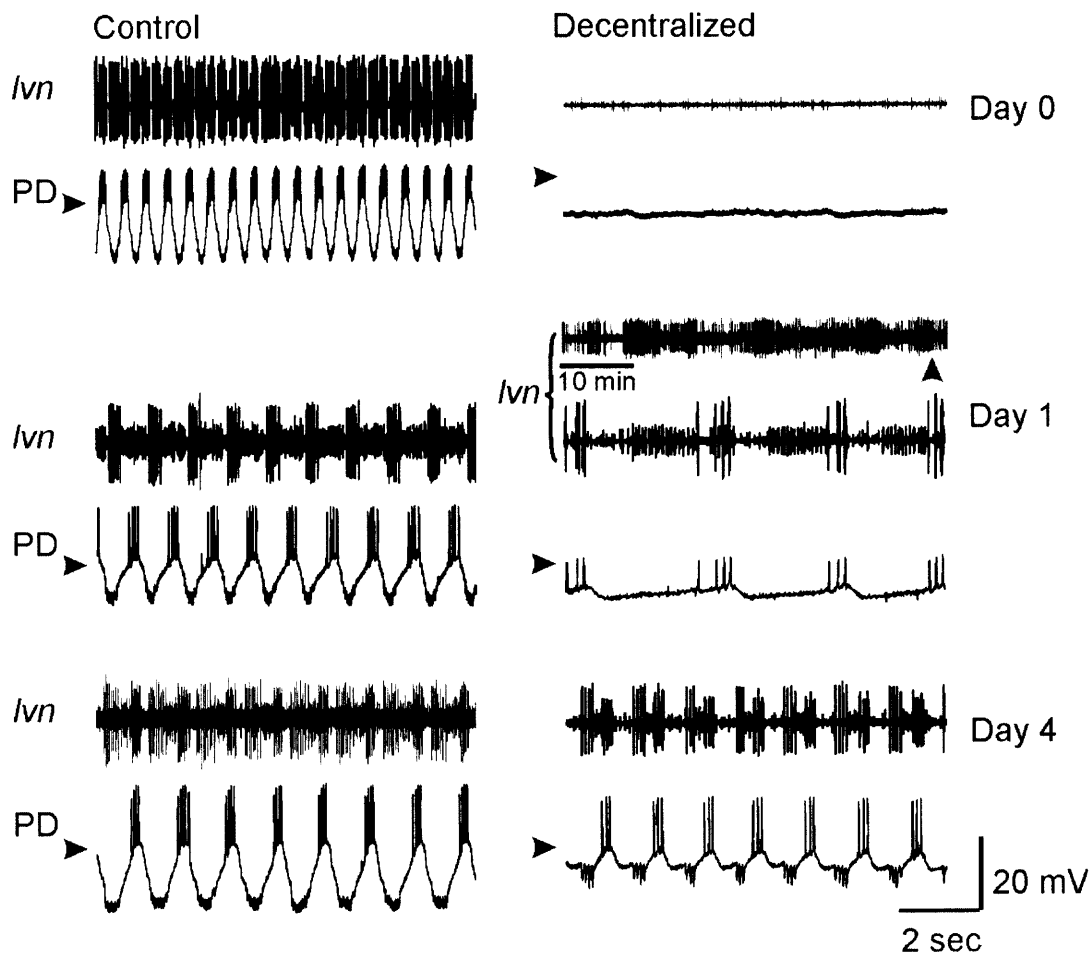 Control
Decentralized
lvn
Day 0
PD
lvn
10 min
lvn
Day 1
PD
lvn
Day 4
PD
20 mV
2 sec